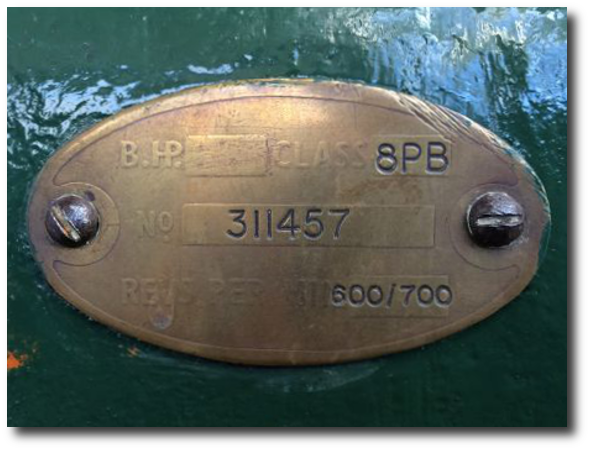 B.H.P. CLASS 8PB
No 311457
REVS. PER 600/700